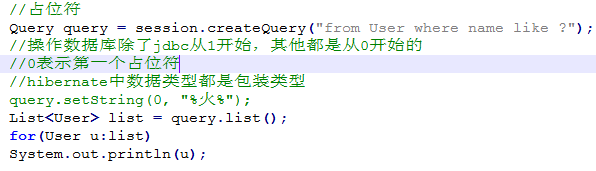 //占位符
Query query = session.createQuery("from User where name like ?");
//操作数据库除了jdbc从1开始，其他都是从0开始的
//0表示第一个占位符
//hibernate中数据类型都是包装类型
query.setString(0, "%火%");
List<User> list = query.list();
for(User u:list)
System.out.println(u);